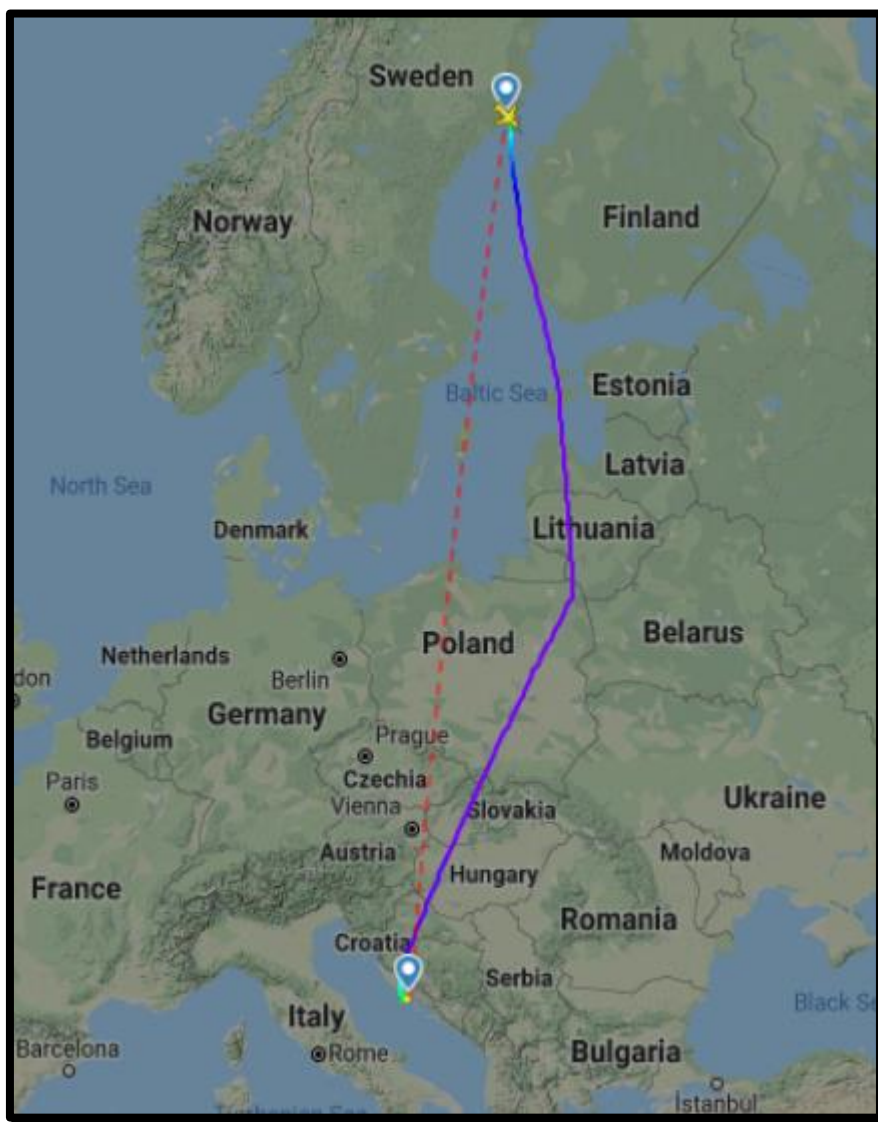 Sweden
Norway
Finland
Baltic Sea
Estonia
Latvia
North Sea
Denmark
Lithuania
Belarus
Poland
Netherlands
don
Berlin
Germany
Belgium
Prague
Czechia
Paris
Vienna
Slovakia
Ukraine
Austria
Moldova
France
Hungary
Romania
Croatia
Serbia
Black Se
Italy
Barcelona
Rome
Bulgaria
İstanbul